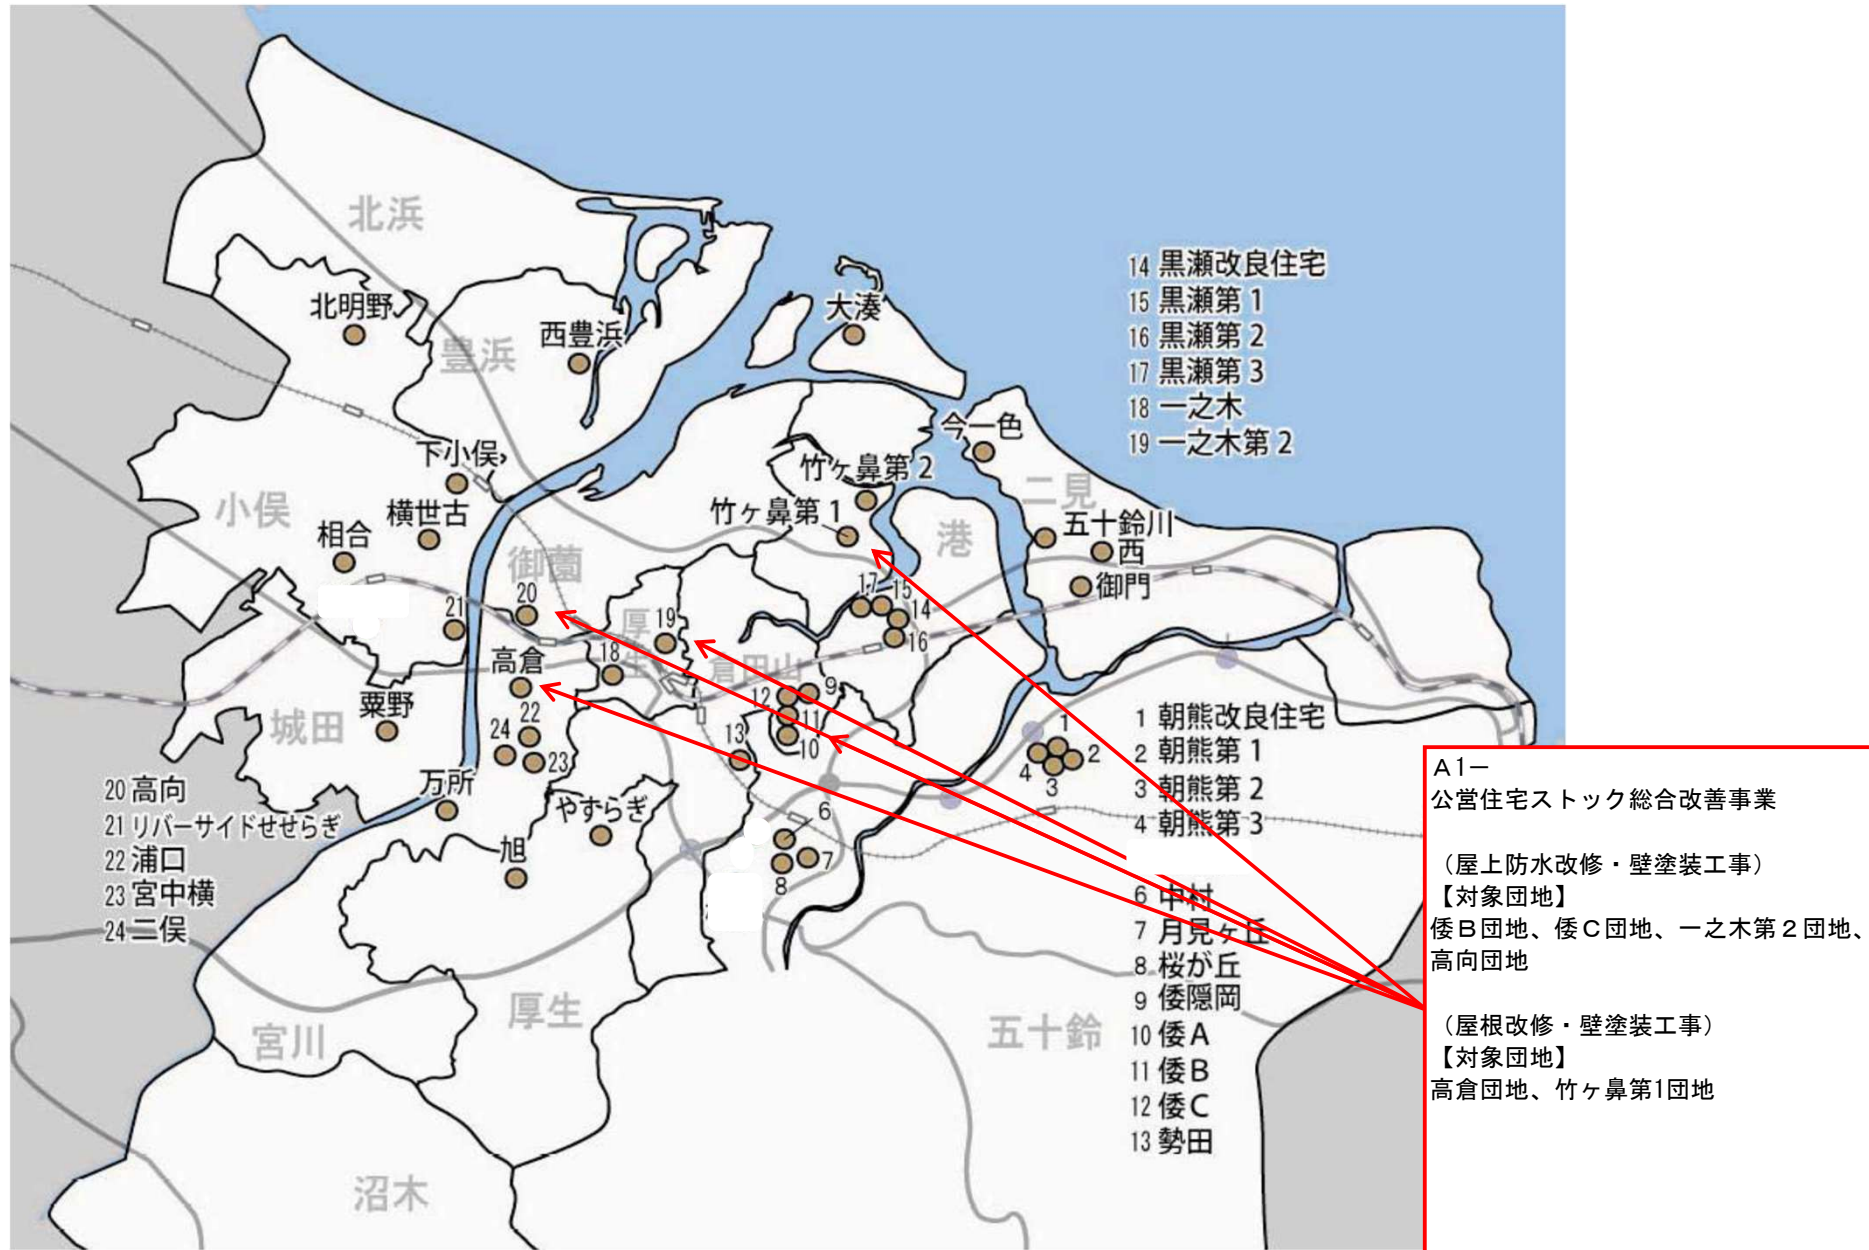 北浜
14 黒瀬改良住宅
15 黒瀬第1
16 黒瀬第2
17 黒瀬第3
18 一之木
19 一之木第2
北明野
豊浜
西豊浜
大湊
今一色
下小俣
竹ヶ鼻第2
二見
小俣
横世古
竹ヶ鼻第1
港
五十鈴川
相合
御薗
西
御門
21
20
厚生
19
17
15
14
16
高倉
18
倉田山
12
9
11
10
粟野
城田
22
24
23
13
1
2
4
3
1 朝熊改良住宅
2 朝熊第1
3 朝熊第2
4 朝熊第3
6 中村
7 月見ヶ丘
8 桜が丘
9 倭隠岡
10 倭A
11 倭B
12 倭C
13 勢田
20 高向
21 リバーサイドせせらぎ
22 浦口
23 宮中横
24 二俣
万所
やすらぎ
旭
6
7
8
厚生
宮川
五十鈴
沼木
A1－
公営住宅ストック総合改善事業
（屋上防水改修・壁塗装工事）
【対象団地】
倭B団地、倭C団地、一之木第2団地、
高向団地
（屋根改修・壁塗装工事）
【対象団地】
高倉団地、竹ヶ鼻第1団地